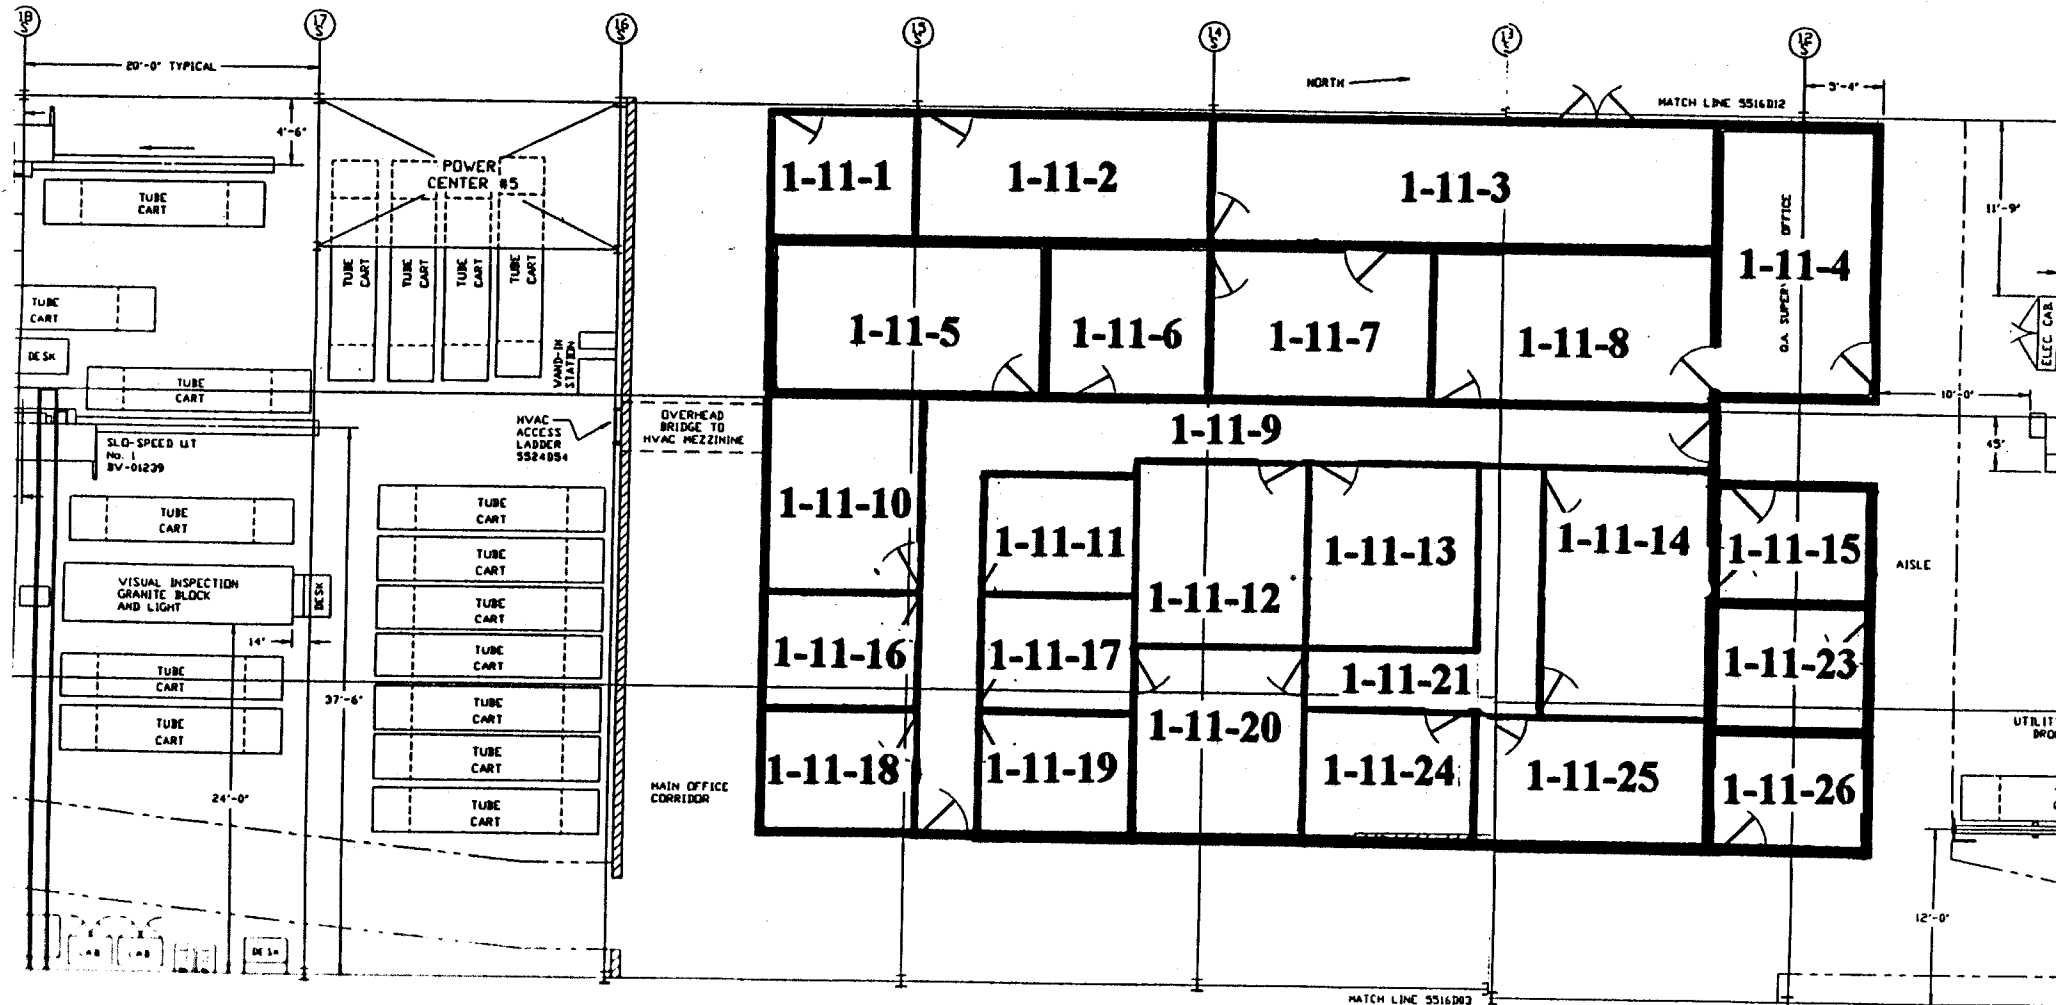 18
S
17
S
16
S
15
S
14
S
13
S
12
S
20'-0" TYPICAL
NORTH
MATCH LINE 5516D12
5'-4"
4'-6"
POWER
CENTER #5
TUBE
CART
TUBE
CART
TUBE
CART
TUBE
CART
TUBE
CART
TUBE
CART
DESK
TUBE
CART
VAND-IN
STATION
HVAC
ACCESS
LADDER
5524D54
OVERHEAD
BRIDGE TO
HVAC MEZZININE
SLO-SPEED UT
No. 1
BV-01239
TUBE
CART
VISUAL INSPECTION
GRANITE BLOCK
AND LIGHT
DESK
14"
TUBE
CART
TUBE
CART
37'-6"
24'-0"
TUBE
CART
TUBE
CART
TUBE
CART
TUBE
CART
TUBE
CART
TUBE
CART
TUBE
CART
DESK
MAIN OFFICE
CORRIDOR
1-11-1
1-11-2
1-11-3
1-11-4
OFFICE
1-11-5
1-11-6
1-11-7
1-11-8
1-11-9
1-11-10
1-11-11
1-11-12
1-11-13
1-11-14
1-11-15
1-11-16
1-11-17
1-11-18
1-11-19
1-11-20
1-11-21
1-11-23
1-11-24
1-11-25
1-11-26
11'-9"
ELEC CAB
10'-0"
45"
AISLE
UTILIT
DRO
12'-0"
MATCH LINE 5516D03